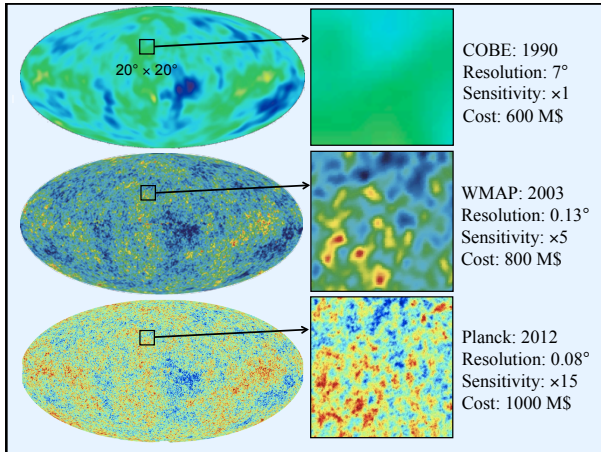 20° × 20°
COBE: 1990
Resolution: 7°
Sensitivity: ×1
Cost: 600 M$
WMAP: 2003
Resolution: 0.13°
Sensitivity: ×5
Cost: 800 M$
Planck: 2012
Resolution: 0.08°
Sensitivity: ×15
Cost: 1000 M$